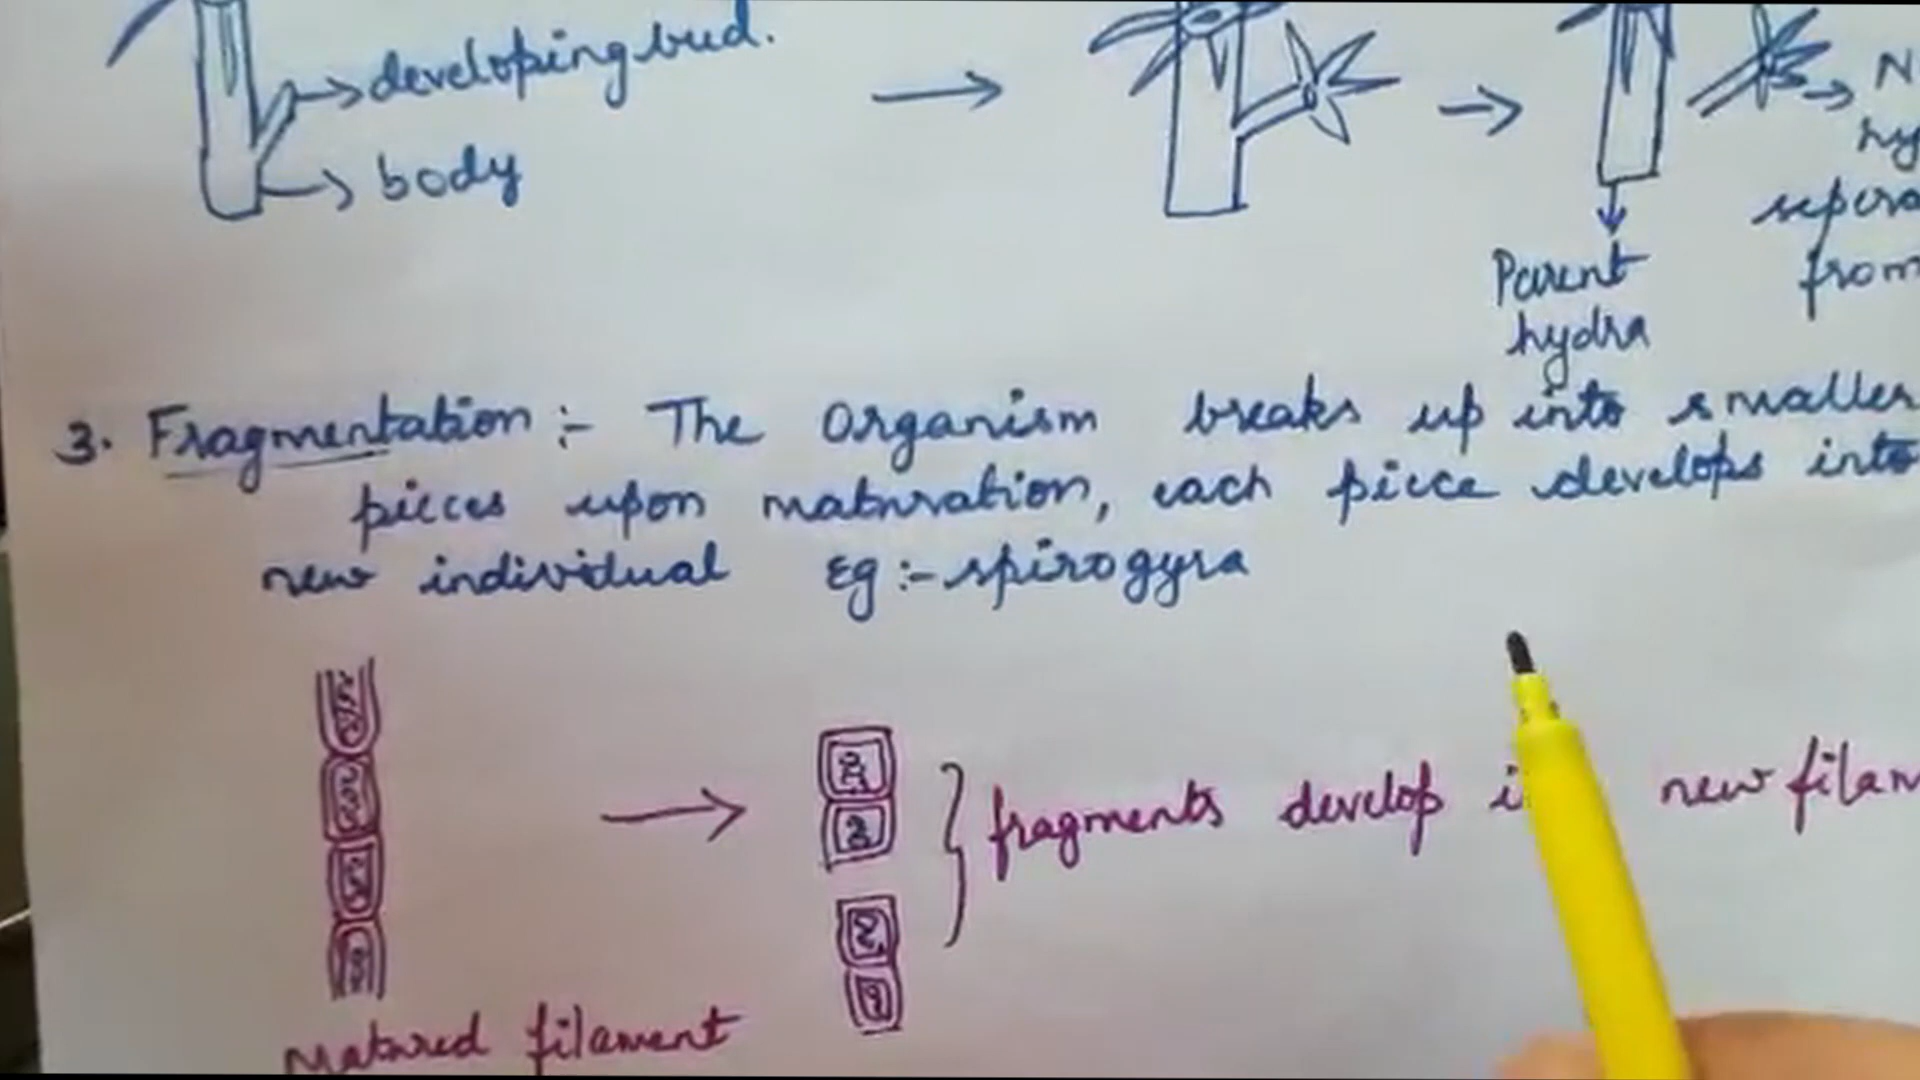 developing bud.
body
Parent
hydra
from
3. Fragmentation :- The Organism breaks up into smaller
pieces upon maturation, each piece develops into
new individual Eg :- spirogyra
fragments develop new
Matured filament